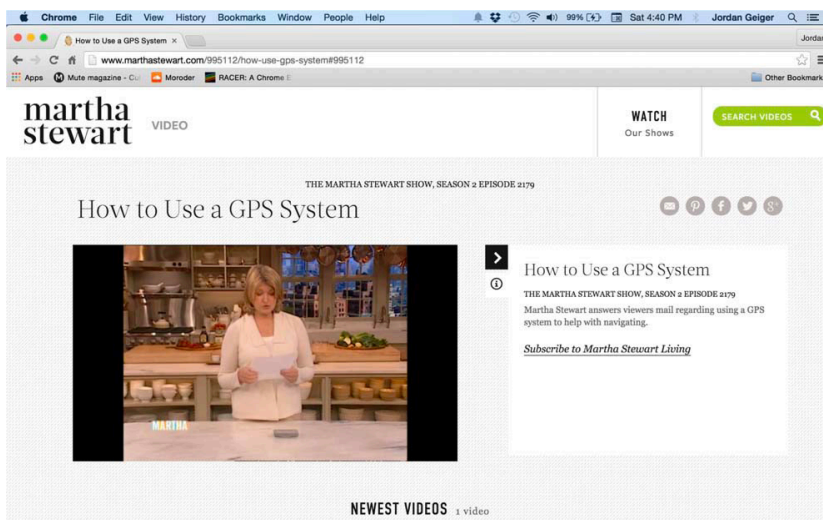 Chrome File Edit View History Bookmarks Window People Help 99% Sat 4:40 PM Jordan Geiger
How to Use a GPS System × Jordan
www.marthastewart.com/995112/how-use-gps-system#995112
Apps Mute magazine - Cu Moroder RACER: A Chrome E Other Bookmark
martha
stewart
VIDEO
WATCH
Our Shows
SEARCH VIDEOS
THE MARTHA STEWART SHOW, SEASON 2 EPISODE 2179
How to Use a GPS System
How to Use a GPS System
THE MARTHA STEWART SHOW, SEASON 2 EPISODE 2179
Martha Stewart answers viewers mail regarding using a GPS
system to help with navigating.
Subscribe to Martha Stewart Living
MARTHA
NEWEST VIDEOS 1 video